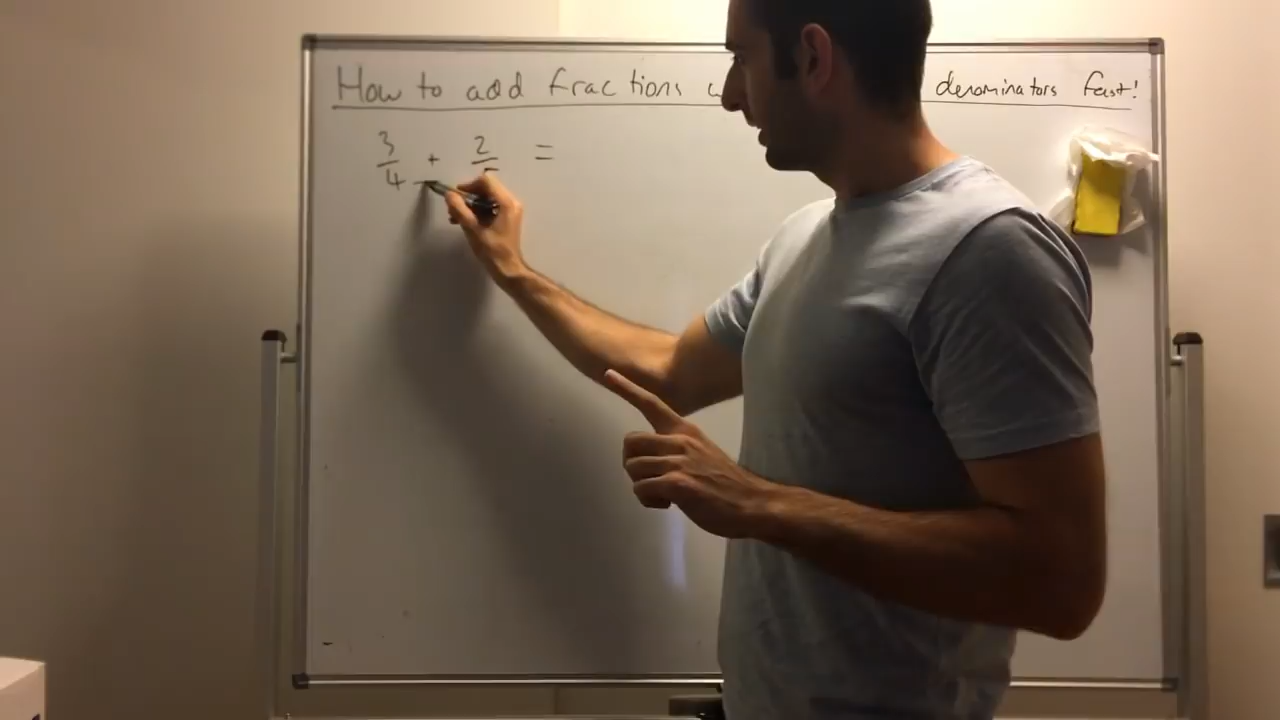 How to add fractions denominators fast!
3/4 + 2/ =